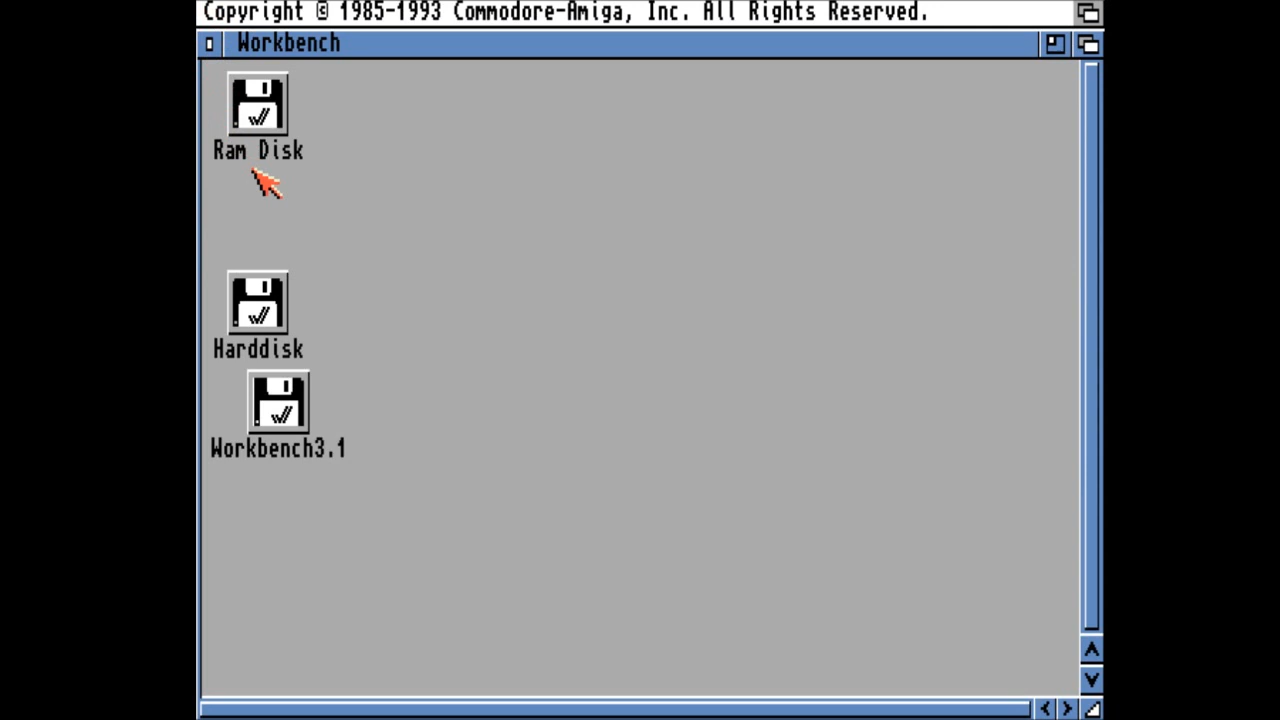 Copyright © 1985-1993 Commodore-Amiga, Inc. All Rights Reserved.
Workbench
Ram Disk
Harddisk
Workbench3.1